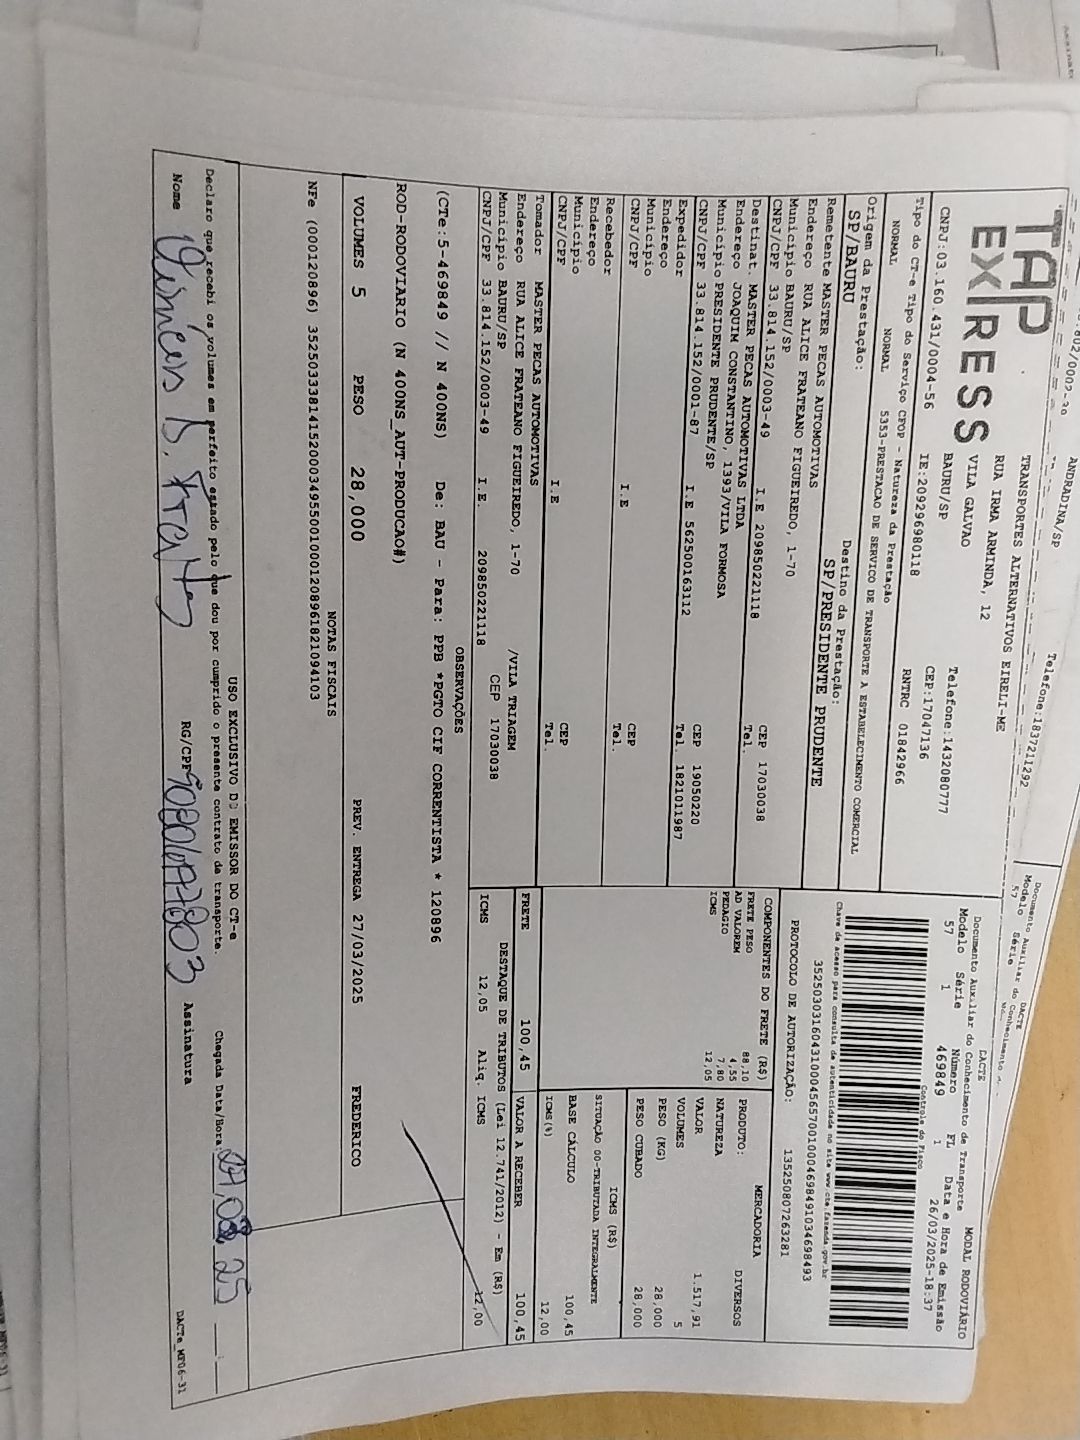 ANDRADINA/SP
Telefone:1837211292
TAP
EXPRESS
TRANSPORTES ALTERNATIVOS EIRELI-ME
RUA IRMA ARMINDA, 12
VILA GALVAO
BAURU/SP
Telefone:1432080777
CEP:17047136
CNPJ:03.160.431/0004-56
IE:209296980118
RNTRC 01842966
Tipo do CT-e Tipo do Serviço CFOP - Natureza da Prestação
NORMAL NORMAL 5353-PRESTACAO DE SERVICO DE TRANSPORTE A ESTABELECIMENTO COMERCIAL
Origem da Prestação: Destino da Prestação:
SP/BAURU SP/PRESIDENTE PRUDENTE
Remetente MASTER PECAS AUTOMOTIVAS
Endereço RUA ALICE FRATEANO FIGUEIREDO, 1-70
Município BAURU/SP CEP 17030038
CNPJ/CPF 33.814.152/0003-49 I.E 209850221118 Tel.
Destinat. MASTER PECAS AUTOMOTIVAS LTDA
Endereço JOAQUIM CONSTANTINO, 1393/VILA FORMOSA
Município PRESIDENTE PRUDENTE/SP CEP 19050220
CNPJ/CPF 33.814.152/0001-87 I.E 562500163112 Tel. 1821011987
Expedidor
Endereço
Município CEP
CNPJ/CPF I.E Tel.
Recebedor
Endereço
Município CEP
CNPJ/CPF I.E Tel.
Tomador MASTER PECAS AUTOMOTIVAS
Endereço RUA ALICE FRATEANO FIGUEIREDO, 1-70 /VILA TRIAGEM
Município BAURU/SP CEP 17030038
CNPJ/CPF 33.814.152/0003-49 I.E. 209850221118
DACTE MODAL RODOVIÁRIO
Documento Auxiliar do Conhecimento de Transporte
Modelo Série Número FL Data e Hora de Emissão
57 1 469849 1 26/03/2025-18:37
Controle do Fisco
Chave de acesso para consulta de autenticidade no site www.cte.fazenda.gov.br
35250303160431000456570010004698491034698493
PROTOCOLO DE AUTORIZAÇÃO: 135250807263281
COMPONENTES DO FRETE (R$)
FRETE PESO 88,10
AD VALOREM 4,55
PEDAGIO 7,80
ICMS 12,05
MERCADORIA
PRODUTO: DIVERSOS
NATUREZA
VALOR 1.517,91
VOLUMES 5
PESO (KG) 28,000
PESO CUBADO 28,000
ICMS (R$)
SITUAÇÃO 00-TRIBUTADA INTEGRALMENTE
BASE CÁLCULO 100,45
ICMS(%) 12,00
FRETE 100,45 VALOR A RECEBER 100,45
DESTAQUE DE TRIBUTOS (Lei 12.741/2012) - Em (R$)
ICMS 12,05 Aliq. ICMS 12,00
OBSERVAÇÕES
(CTe:5-469849 // N 400NS) De: BAU - Para: PPB *PGTO CIF CORRENTISTA * 120896
ROD-RODOVIARIO (N 400NS_AUT-PRODUCAO#)
VOLUMES 5 PESO 28,000 PREV. ENTREGA 27/03/2025 FREDERICO
NOTAS FISCAIS
NFe (000120896) 35250333814152000349550010001208961821094103
USO EXCLUSIVO DO EMISSOR DO CT-e
Declaro que recebi os volumes em perfeito estado pelo que dou por cumprido o presente contrato de transporte. Chegada Data/Hora:
Nome RG/CPF Assinatura
DACTe_MF06-31